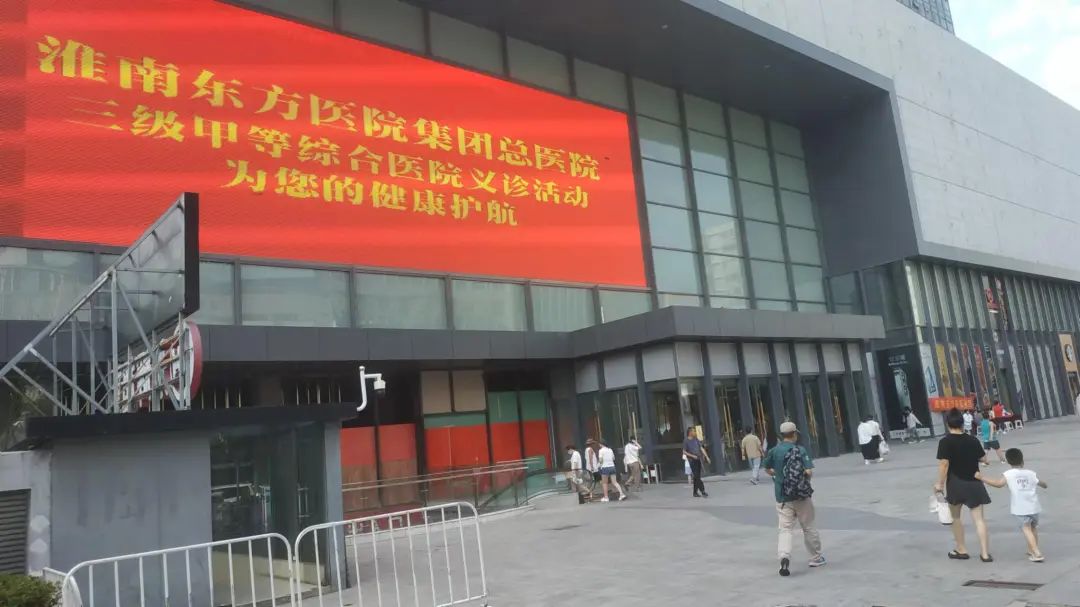 淮南东方医院集团总医院
三级甲等综合医院义诊活动
为您的健康护航